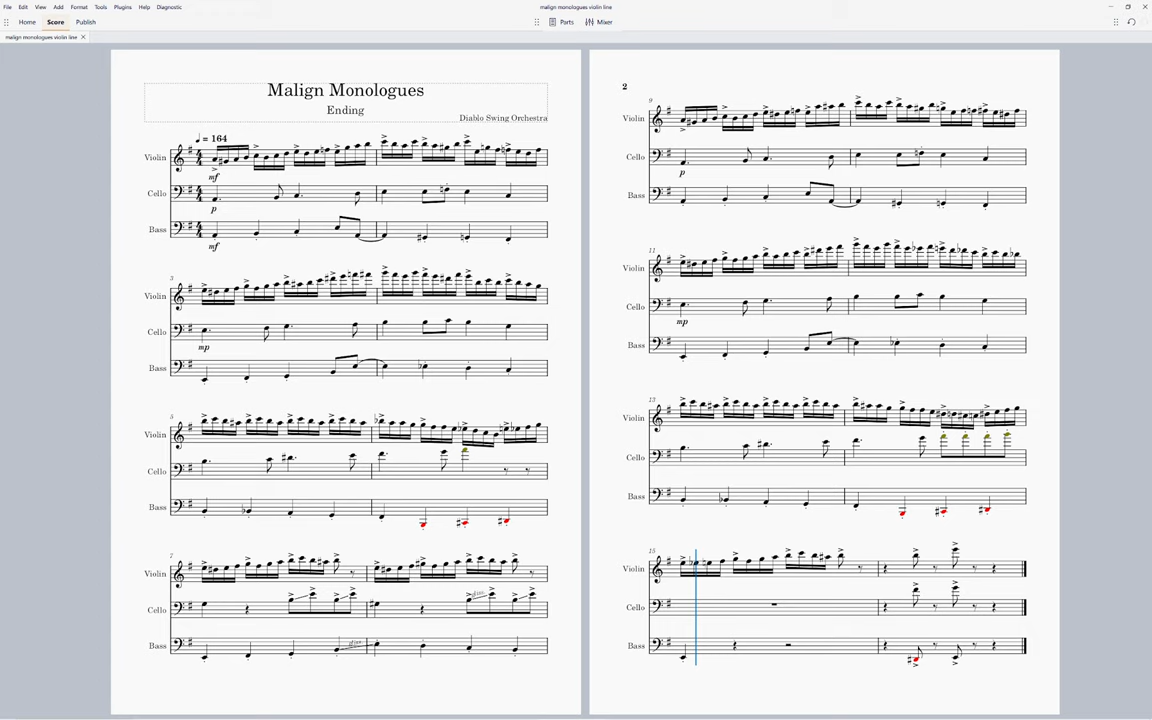 File Edit View Add Format Tools Plugins Help Diagnostic
malign monologues violin line
Home Score Publish Parts Mixer
malign monologues violin line
Malign Monologues
Ending
Diablo Swing Orchestra
= 164
Violin
mf
Cello
p
Bass
mf
3
Violin
Cello
mp
Bass
5
Violin
Cello
Bass
7
Violin
Cello
gliss.
Bass
gliss.
2
9
Violin
Cello
p
Bass
11
Violin
Cello
mp
Bass
13
Violin
Cello
Bass
15
Violin
Cello
Bass